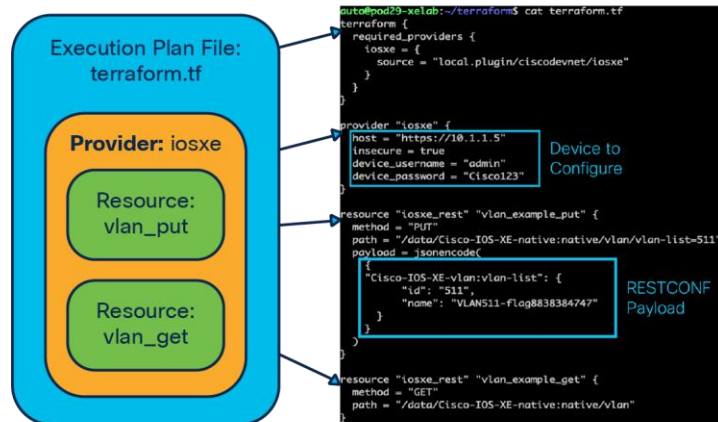 Execution Plan File:
terraform.tf
Provider: iosxe
Resource:
vlan_put
Resource:
vlan_get
auto@pod29-xelab:~/terraform$ cat terraform.tf
terraform {
  required_providers {
    iosxe = {
      source = "local.plugin/ciscodevnet/iosxe"
    }
  }
}
provider "iosxe" {
  host = "https://10.1.1.5"
  insecure = true
  device_username = "admin"
  device_password = "Cisco123"
}
Device to
Configure
resource "iosxe_rest" "vlan_example_put" {
  method = "PUT"
  path = "/data/Cisco-IOS-XE-native:native/vlan/vlan-list=511"
  payload = jsonencode(
    {
    "Cisco-IOS-XE-vlan:vlan-list": {
        "id": "511",
        "name": "VLAN511-flag8838384747"
      }
    }
  )
}
RESTCONF
Payload
resource "iosxe_rest" "vlan_example_get" {
  method = "GET"
  path = "/data/Cisco-IOS-XE-native:native/vlan"
}